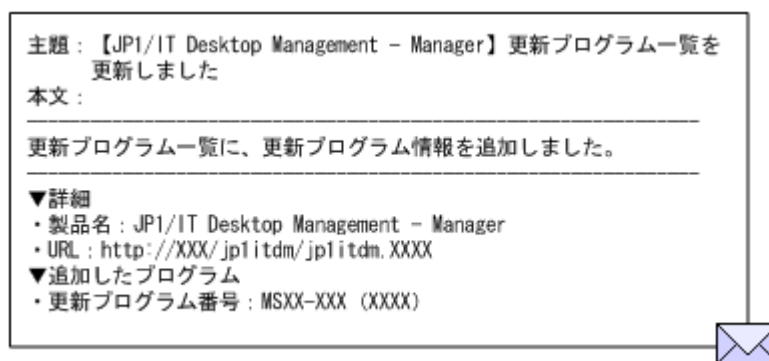 主題：【JP1/IT Desktop Management － Manager】更新プログラム一覧を
更新しました
本文：
更新プログラム一覧に、更新プログラム情報を追加しました。
▼詳細
・製品名：JP1/IT Desktop Management － Manager
・URL：http://XXX/jp1itdm/jp1itdm.XXXX
▼追加したプログラム
・更新プログラム番号：MSXX-XXX (XXXX)